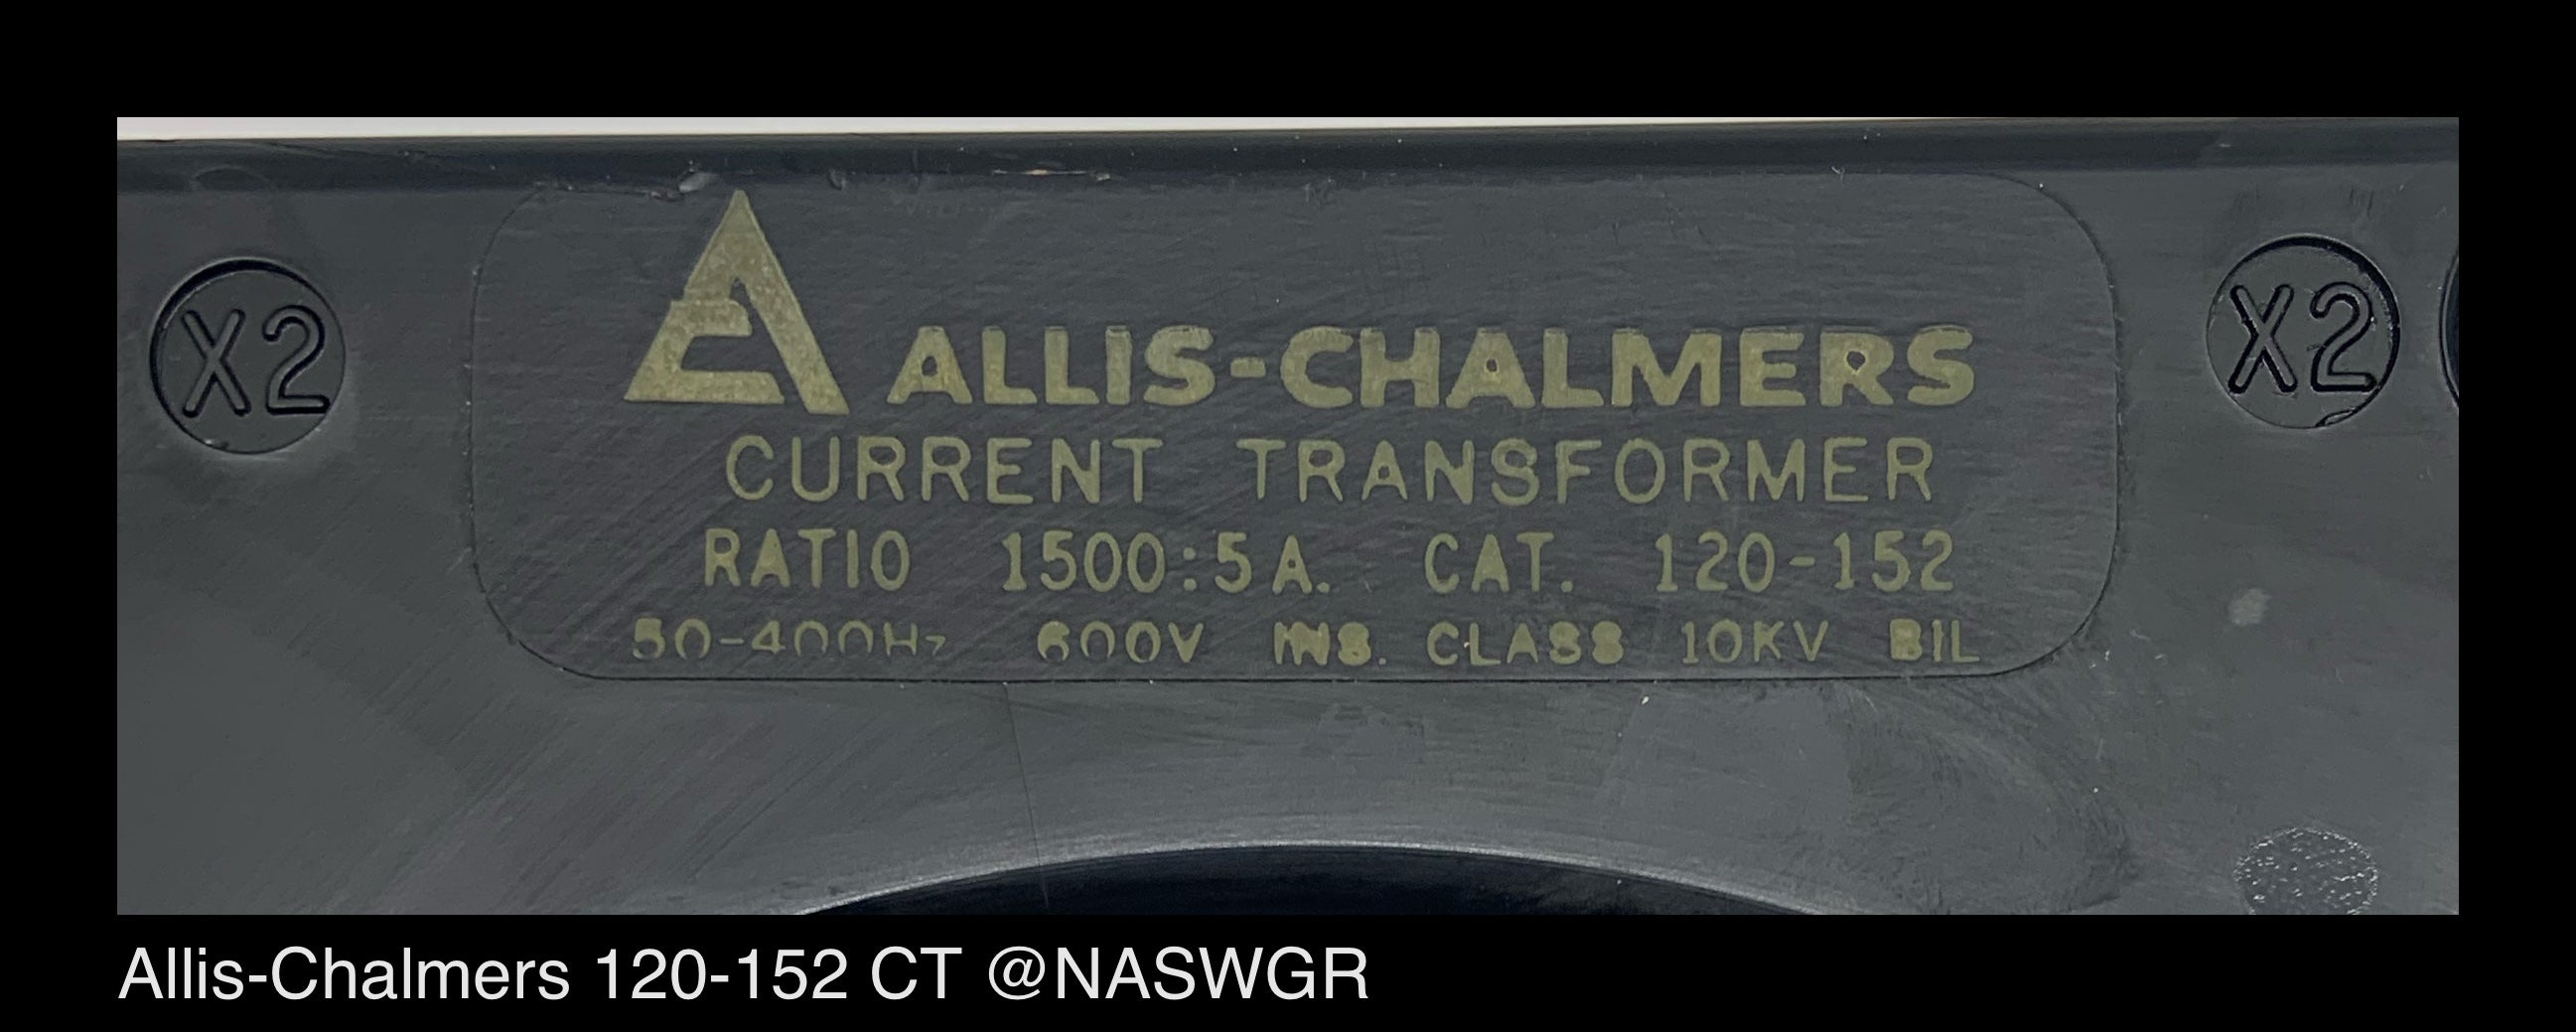 X2
X2
ALLIS-CHALMERS
CURRENT TRANSFORMER
RATIO 1500:5A. CAT. 120-152
50-400Hz 600V INS. CLASS 10KV BIL
Allis-Chalmers 120-152 CT @NASWGR